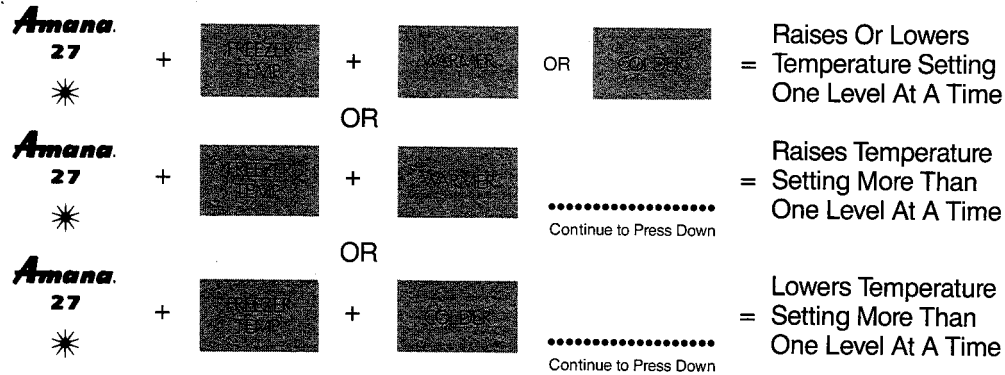 Amana.
27
+ FREEZER TEMP + WARMER OR COLDER = Raises Or Lowers
Temperature Setting
One Level At A Time
OR
Amana.
27
+ FREEZER TEMP + WARMER = Raises Temperature
Setting More Than
One Level At A Time
Continue to Press Down
OR
Amana.
27
+ FREEZER TEMP + COLDER = Lowers Temperature
Setting More Than
One Level At A Time
Continue to Press Down